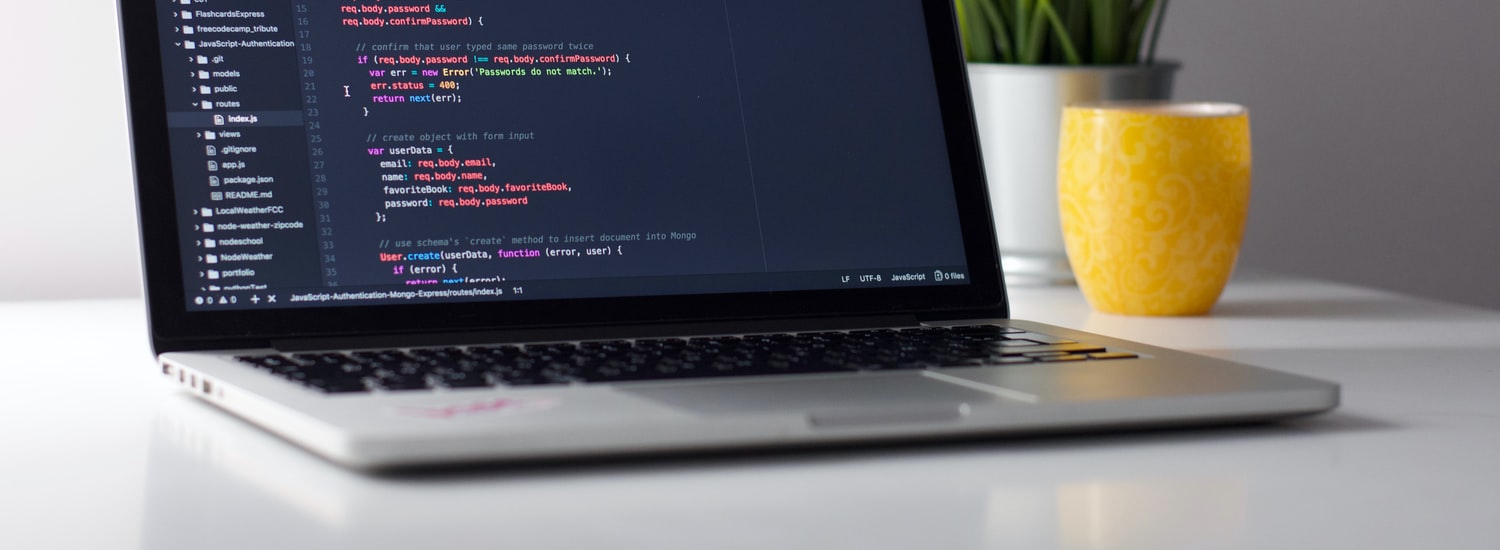 FlashcardsExpress
freecodecamp_tribute
JavaScript-Authentication
.git
models
public
routes
index.js
views
.gitignore
app.js
package.json
README.md
LocalWeatherFCC
node-weather-zipcode
nodeschool
NodeWeather
portfolio
15 req.body.password &&
16 req.body.confirmPassword) {
17
18 // confirm that user typed same password twice
19 if (req.body.password !== req.body.confirmPassword) {
20 var err = new Error('Passwords do not match.');
21 err.status = 400;
22 return next(err);
23 }
24
25 // create object with form input
26 var userData = {
27 email: req.body.email,
28 name: req.body.name,
29 favoriteBook: req.body.favoriteBook,
30 password: req.body.password
31 };
32
33 // use schema's `create` method to insert document into Mongo
34 User.create(userData, function (error, user) {
35 if (error) {
36 return next(error);
0 0 + × JavaScript-Authentication-Mongo-Express/routes/index.js 1:1 LF UTF-8 JavaScript 0 files